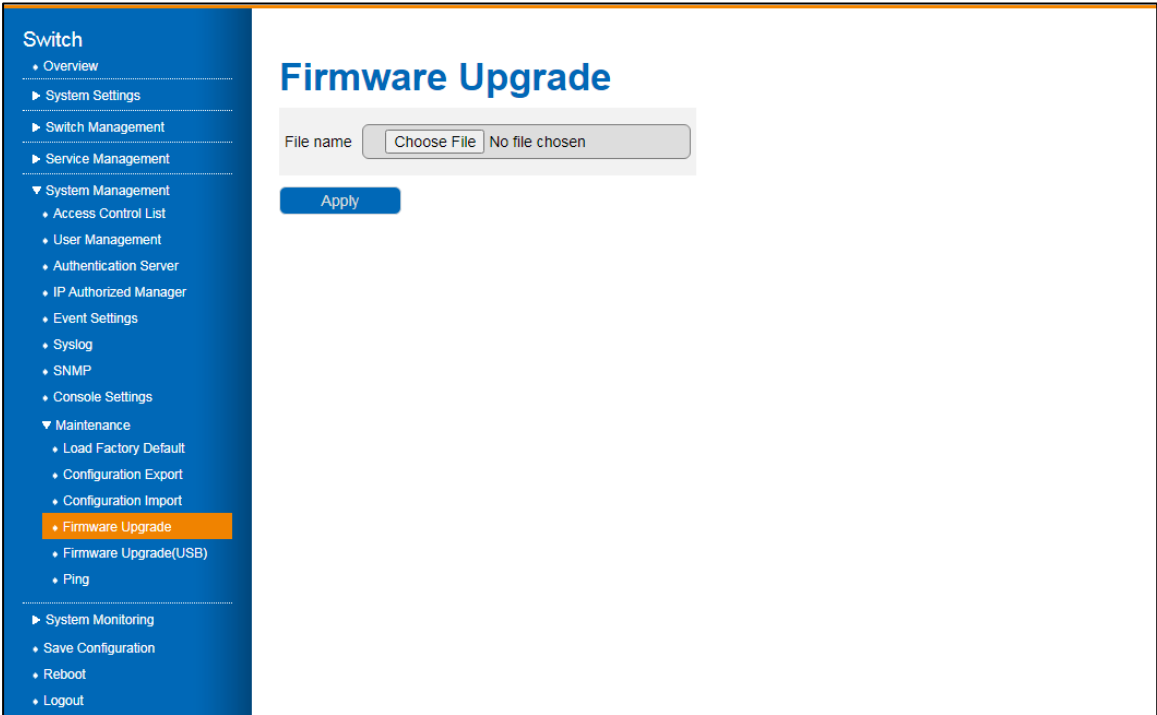 Switch
Overview
System Settings
Switch Management
Service Management
System Management
Access Control List
User Management
Authentication Server
IP Authorized Manager
Event Settings
Syslog
SNMP
Console Settings
Maintenance
Load Factory Default
Configuration Export
Configuration Import
Firmware Upgrade
Firmware Upgrade(USB)
Ping
System Monitoring
Save Configuration
Reboot
Logout
Firmware Upgrade
File name Choose File No file chosen
Apply